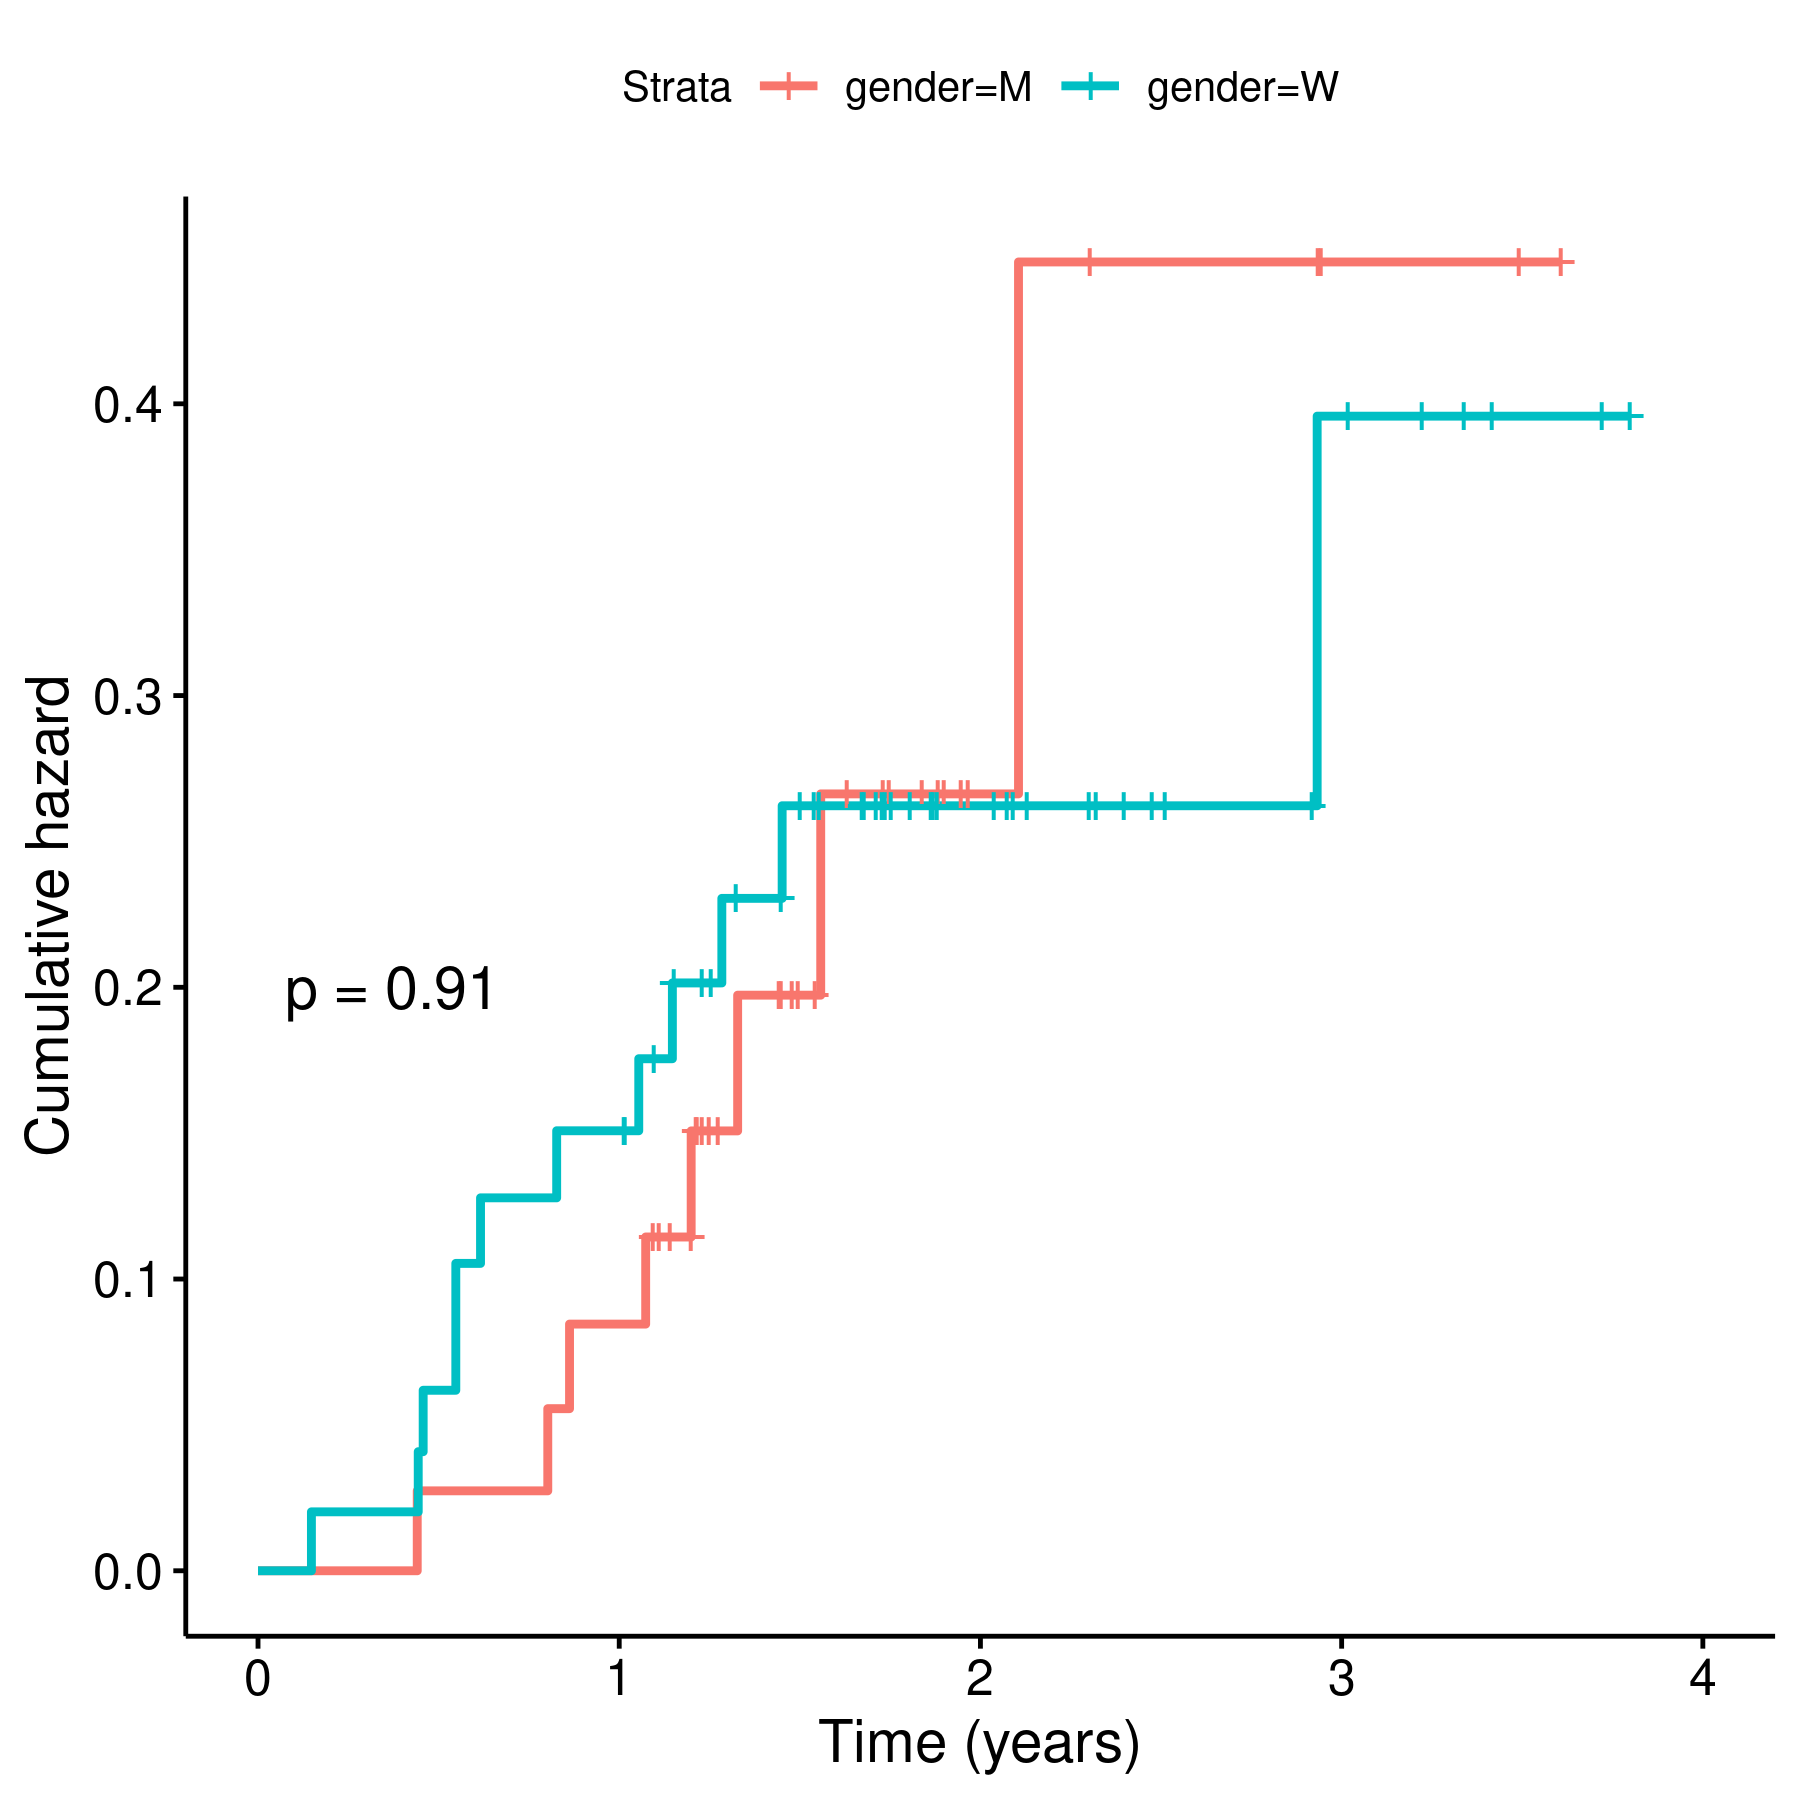 Strata gender=M gender=W
Cumulative hazard
0.4
0.3
0.2
0.1
0.0
p = 0.91
0 1 2 3 4
Time (years)